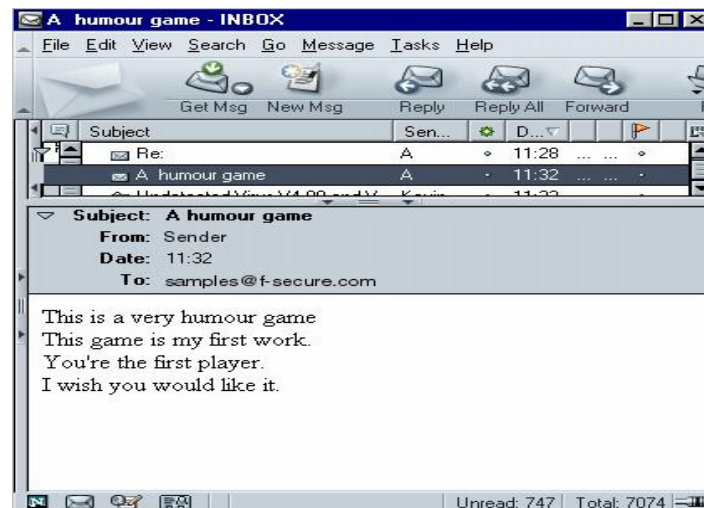 A humour game - INBOX
File Edit View Search Go Message Tasks Help
Get Msg New Msg Reply Reply All Forward
Subject Sen... D...
Re: A 11:28 ... ...
A humour game A 11:32 ... ...
Subject: A humour game
From: Sender
Date: 11:32
To: samples@f-secure.com
This is a very humour game
This game is my first work.
You're the first player.
I wish you would like it.
Unread: 747 Total: 7074